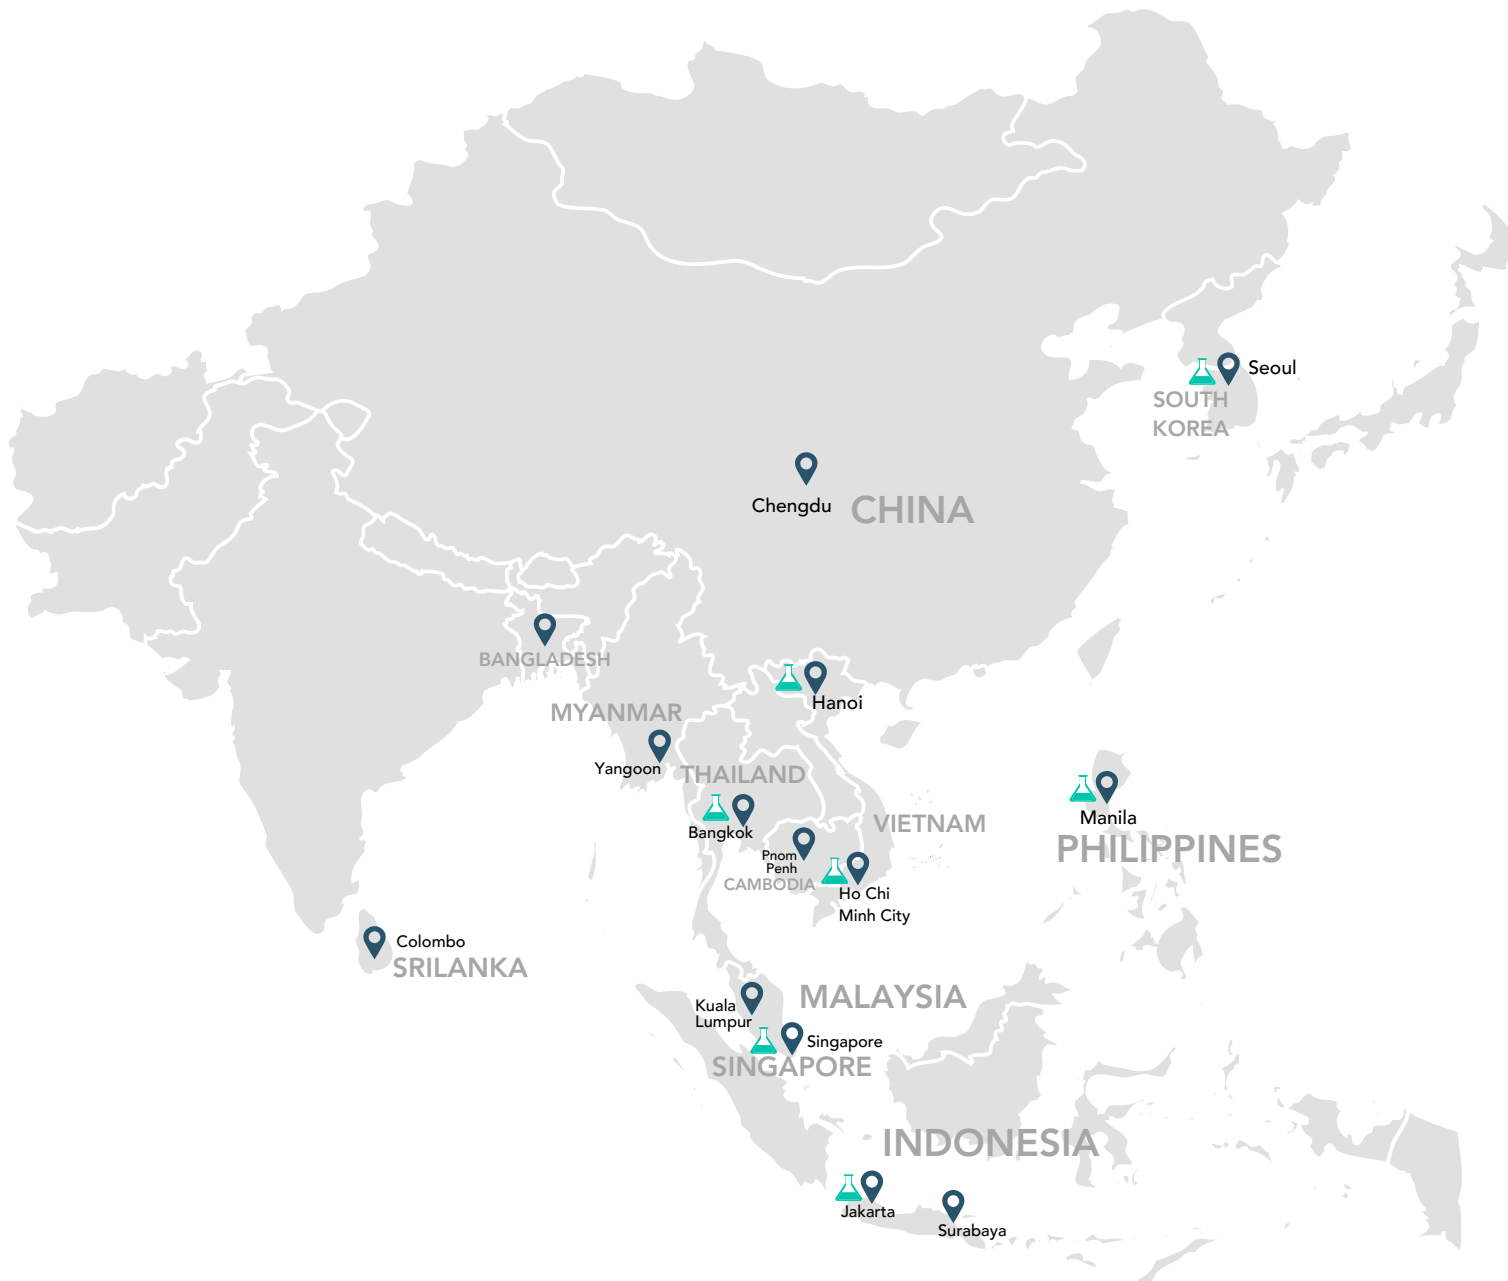 Seoul
SOUTH
KOREA
Chengdu
CHINA
BANGLADESH
Hanoi
MYANMAR
Yangoon
THAILAND
Bangkok
VIETNAM
Manila
PHILIPPINES
Pnom
Penh
CAMBODIA
Ho Chi
Minh City
Colombo
SRILANKA
MALAYSIA
Kuala
Lumpur
Singapore
SINGAPORE
INDONESIA
Jakarta
Surabaya